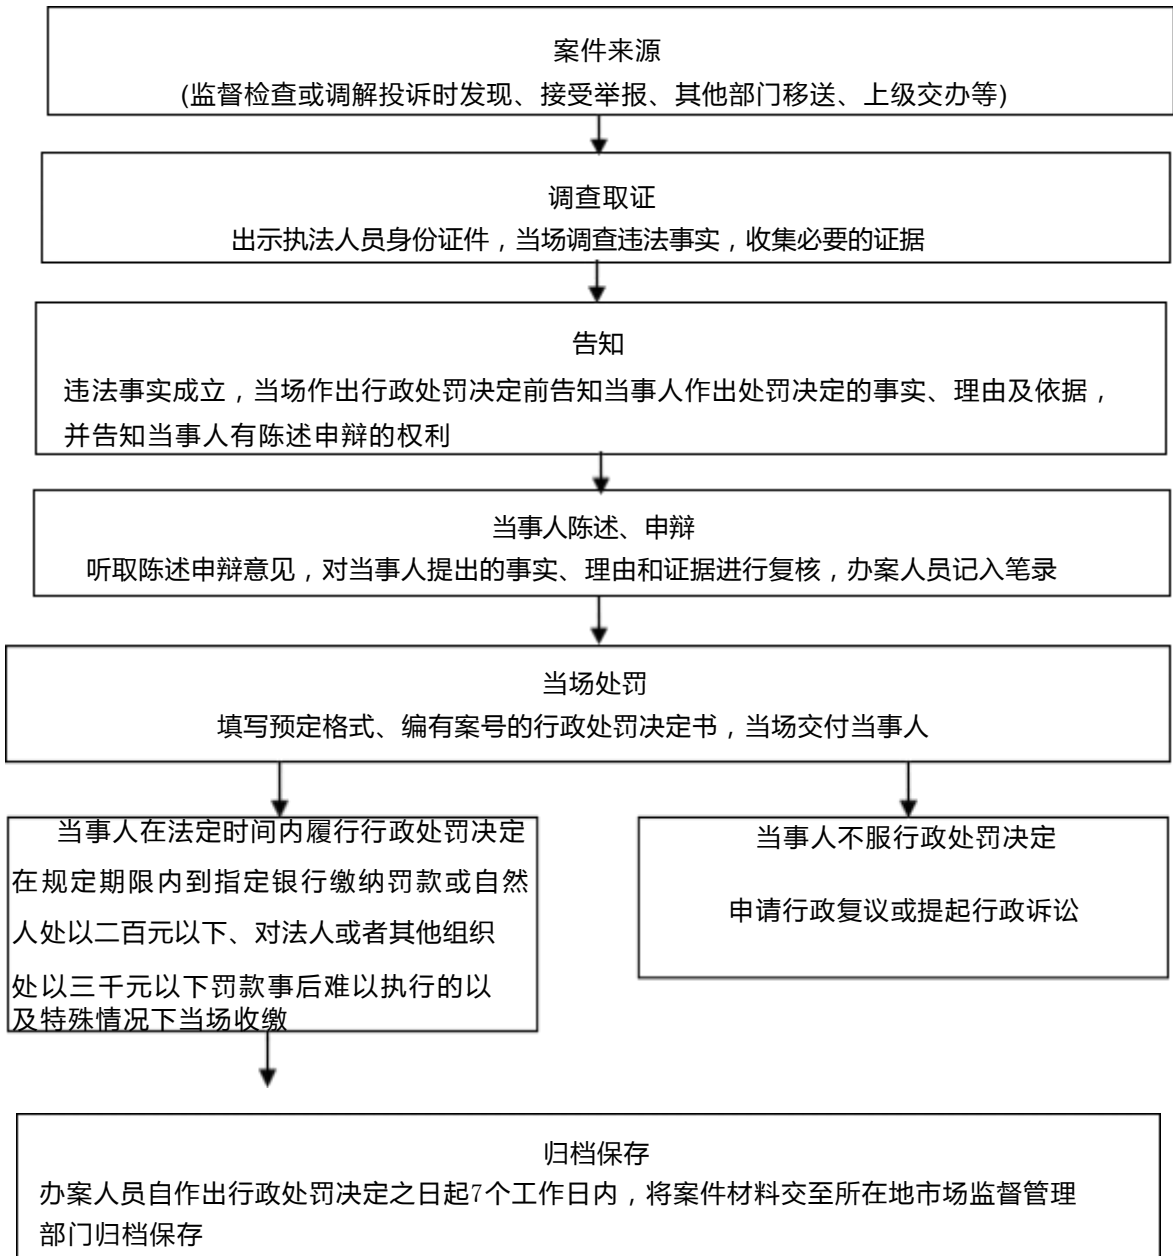 案件来源
(监督检查或调解投诉时发现、接受举报、其他部门移送、上级交办等)
调查取证
出示执法人员身份证件，当场调查违法事实，收集必要的证据
告知
违法事实成立，当场作出行政处罚决定前告知当事人作出处罚决定的事实、理由及依据，
并告知当事人有陈述申辩的权利
当事人陈述、申辩
听取陈述申辩意见，对当事人提出的事实、理由和证据进行复核，办案人员记入笔录
当场处罚
填写预定格式、编有案号的行政处罚决定书，当场交付当事人
当事人在法定时间内履行行政处罚决定
在规定期限内到指定银行缴纳罚款或自然
人处以二百元以下、对法人或者其他组织
处以三千元以下罚款事后难以执行的以
及特殊情况下当场收缴
当事人不服行政处罚决定
申请行政复议或提起行政诉讼
归档保存
办案人员自作出行政处罚决定之日起7个工作日内，将案件材料交至所在地市场监督管理
部门归档保存